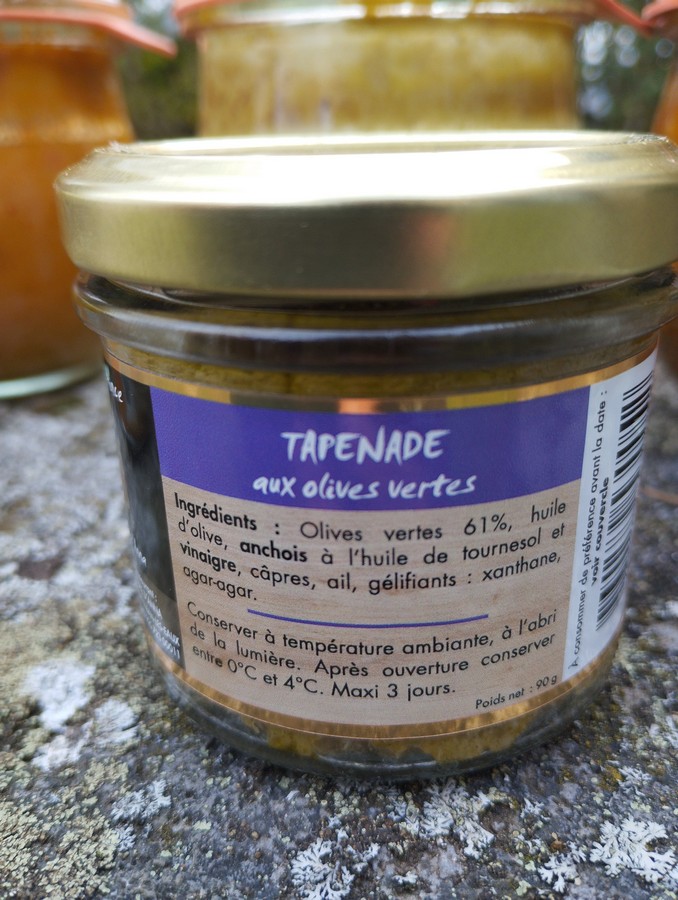 TAPENADE
aux olives vertes
Ingrédients : Olives vertes 61%, huile
d'olive, anchois à l'huile de tournesol et
vinaigre, câpres, ail, gélifiants : xanthane,
agar-agar.
Conserver à température ambiante, à l'abri
de la lumière. Après ouverture conserver
entre 0°C et 4°C. Maxi 3 jours.
Poids net : 90 g
À consommer de préférence avant la date :
voir couvercle